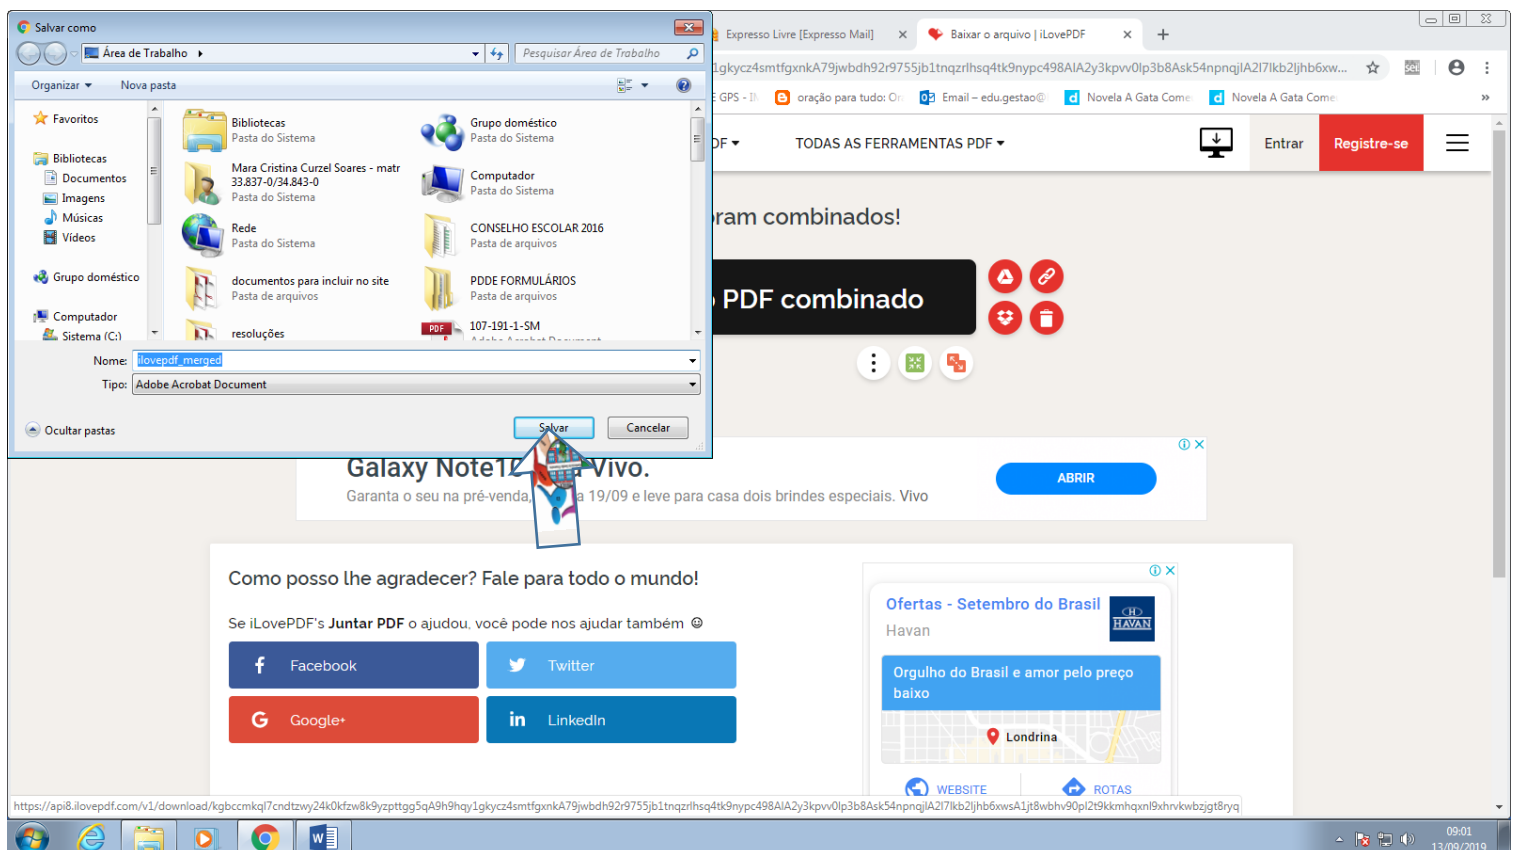 Salvar como
Área de Trabalho
Pesquisar Área de Trabalho
Organizar
Nova pasta
Favoritos
Bibliotecas
Documentos
Imagens
Músicas
Vídeos
Grupo doméstico
Computador
Sistema (C:)
Bibliotecas
Pasta do Sistema
Grupo doméstico
Pasta do Sistema
Mara Cristina Curzel Soares - matr
33.837-0/34.843-0
Pasta do Sistema
Computador
Pasta do Sistema
Rede
Pasta do Sistema
CONSELHO ESCOLAR 2016
Pasta de arquivos
documentos para incluir no site
Pasta de arquivos
PDDE FORMULÁRIOS
Pasta de arquivos
resoluções
PDF
107-191-1-SM
Adobe Acrobat Document
Nome: ilovepdf_merged
Tipo: Adobe Acrobat Document
Ocultar pastas
Salvar
Cancelar
Expresso Livre [Expresso Mail]
Baixar o arquivo | iLovePDF
GPS - IN
oração para tudo: Or
Email – edu.gestao@
Novela A Gata Come
Novela A Gata Come
DF
TODAS AS FERRAMENTAS PDF
Entrar
Registre-se
ram combinados!
PDF combinado
Galaxy Note10 Vivo.
Garanta o seu na pré-venda, a 19/09 e leve para casa dois brindes especiais. Vivo
ABRIR
Como posso lhe agradecer? Fale para todo o mundo!
Se iLovePDF's Juntar PDF o ajudou, você pode nos ajudar também
Facebook
Twitter
Google+
LinkedIn
Ofertas - Setembro do Brasil
Havan
HAVAN
Orgulho do Brasil e amor pelo preço
baixo
Londrina
WEBSITE
ROTAS
09:01
13/09/2019